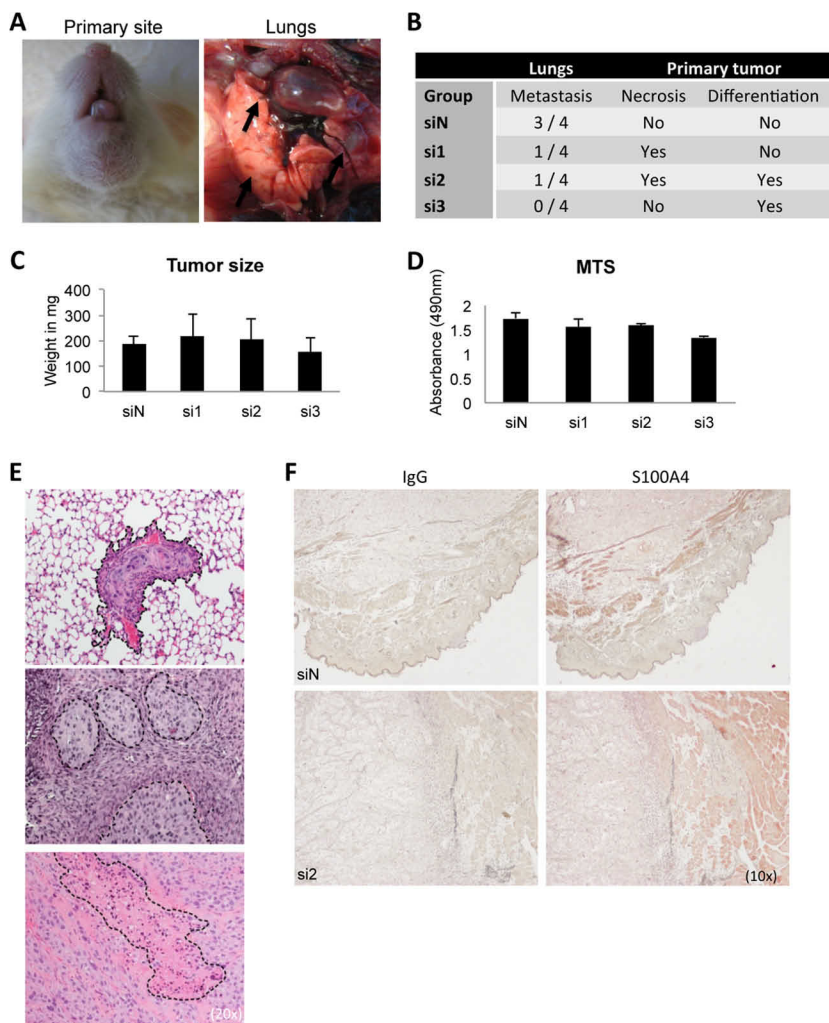 A
Primary site Lungs
B
Lungs Primary tumor
Group Metastasis Necrosis Differentiation
siN 3 / 4 No No
si1 1 / 4 Yes No
si2 1 / 4 Yes Yes
si3 0 / 4 No Yes
C
Tumor size
Weight in mg
400
300
200
100
0
siN si1 si2 si3
D
MTS
Absorbance (490nm)
2
1.5
1
0.5
0
siN si1 si2 si3
E
(20x)
F
IgG S100A4
siN
si2
(10x)